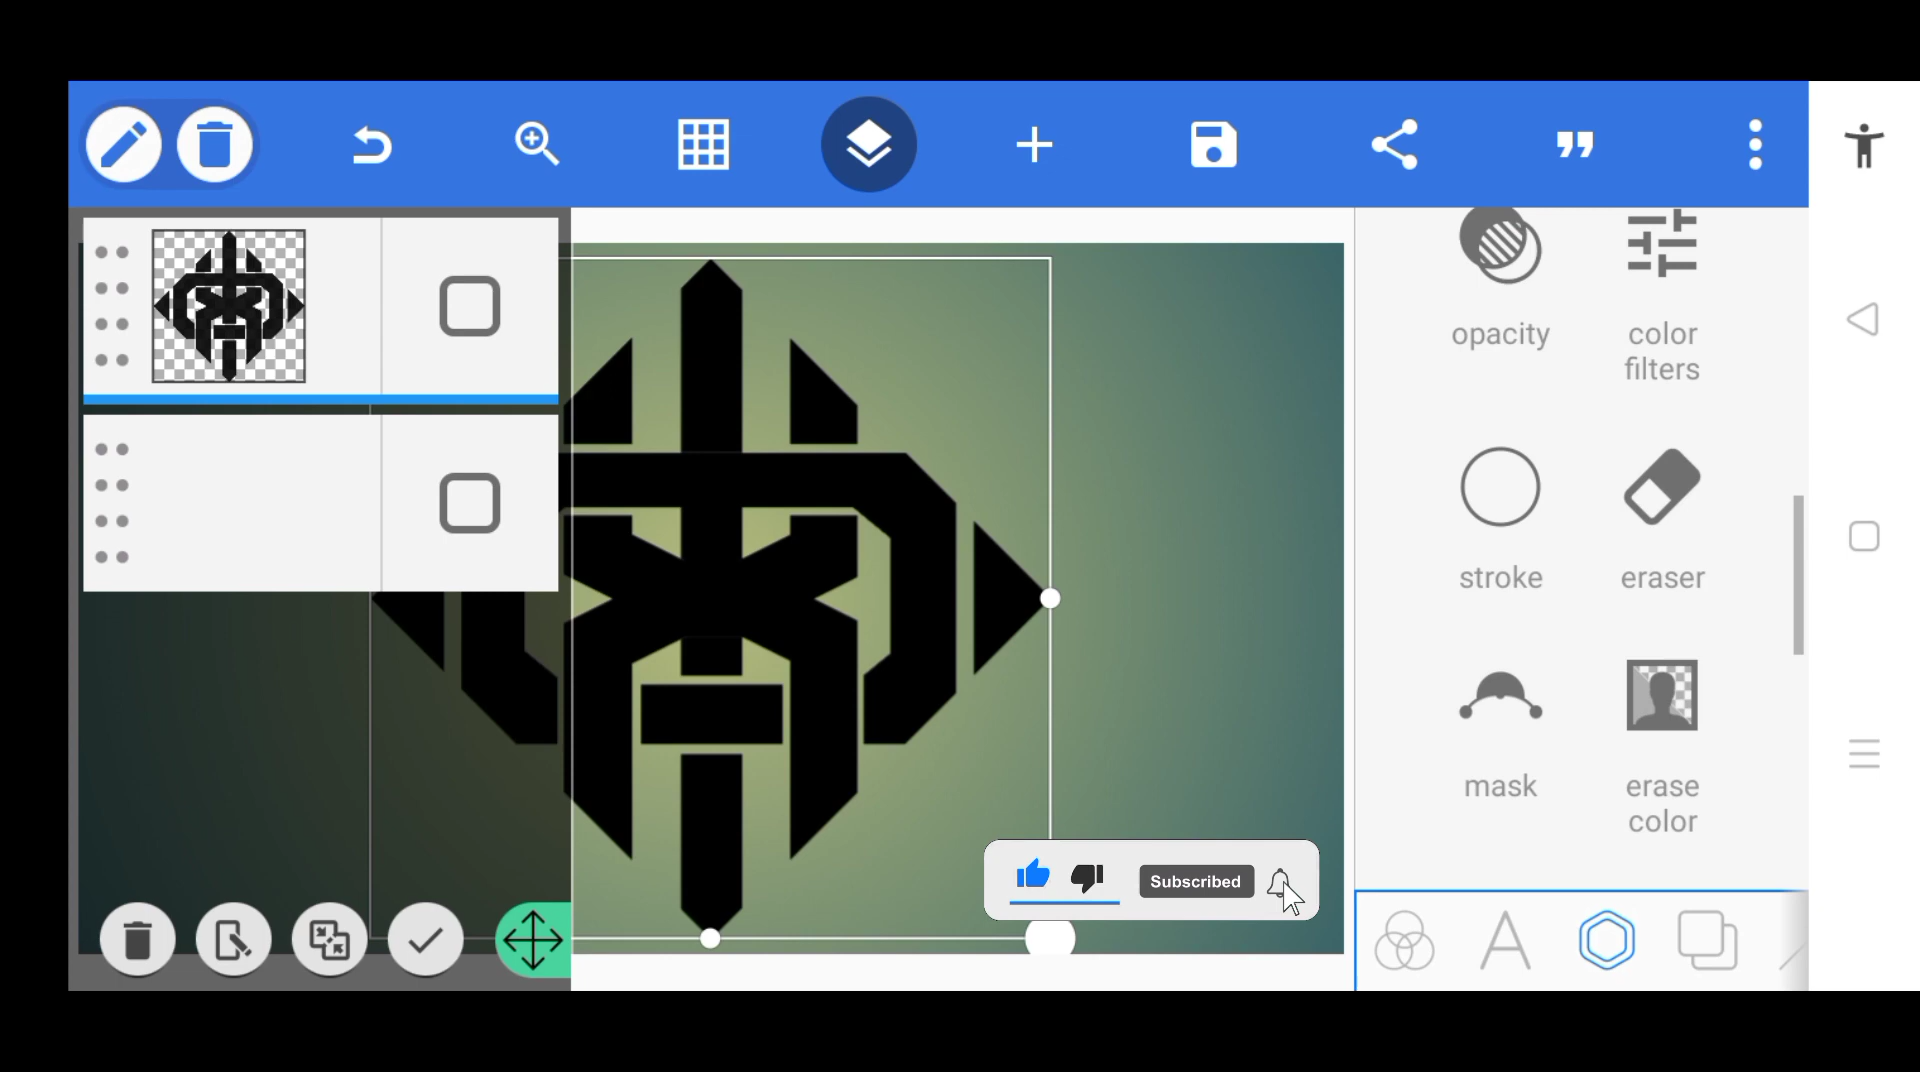 opacity
color
filters
stroke
eraser
mask
erase
color
Subscribed